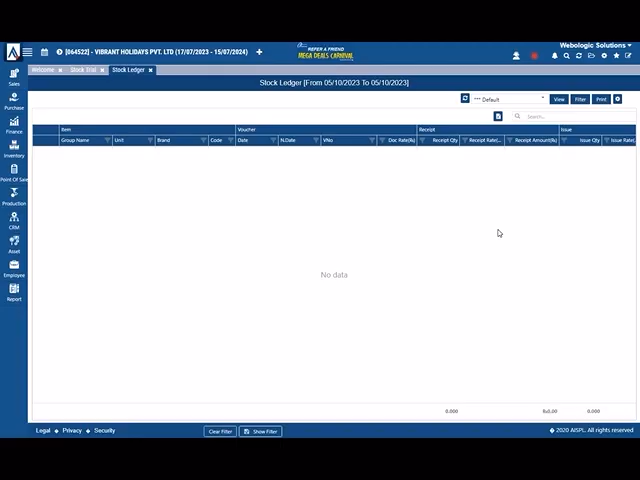 [064522] - VIBRANT HOLIDAYS PVT. LTD (17/07/2023 - 15/07/2024)
REFER A FRIEND
MEGA DEALS CARNIVAL
Webologic Solutions
Welcome
Stock Trial
Stock Ledger
Stock Ledger [From 05/10/2023 To 05/10/2023]
*** Default
View
Filter
Print
Search...
Item
Voucher
Receipt
Issue
Group Name
Unit
Brand
Code
Date
N.Date
VNo
Doc Rate(₨)
Receipt Qty
Receipt Rate(...
Receipt Amount(₨)
Issue Qty
Issue Rate(
Sales
Purchase
Finance
Inventory
Point Of Sale
Production
CRM
Asset
Employee
Report
No data
0.000
₨0.00
0.000
Legal ◆ Privacy ◆ Security
Clear Filter
Show Filter
© 2020 AISPL. All rights reserved